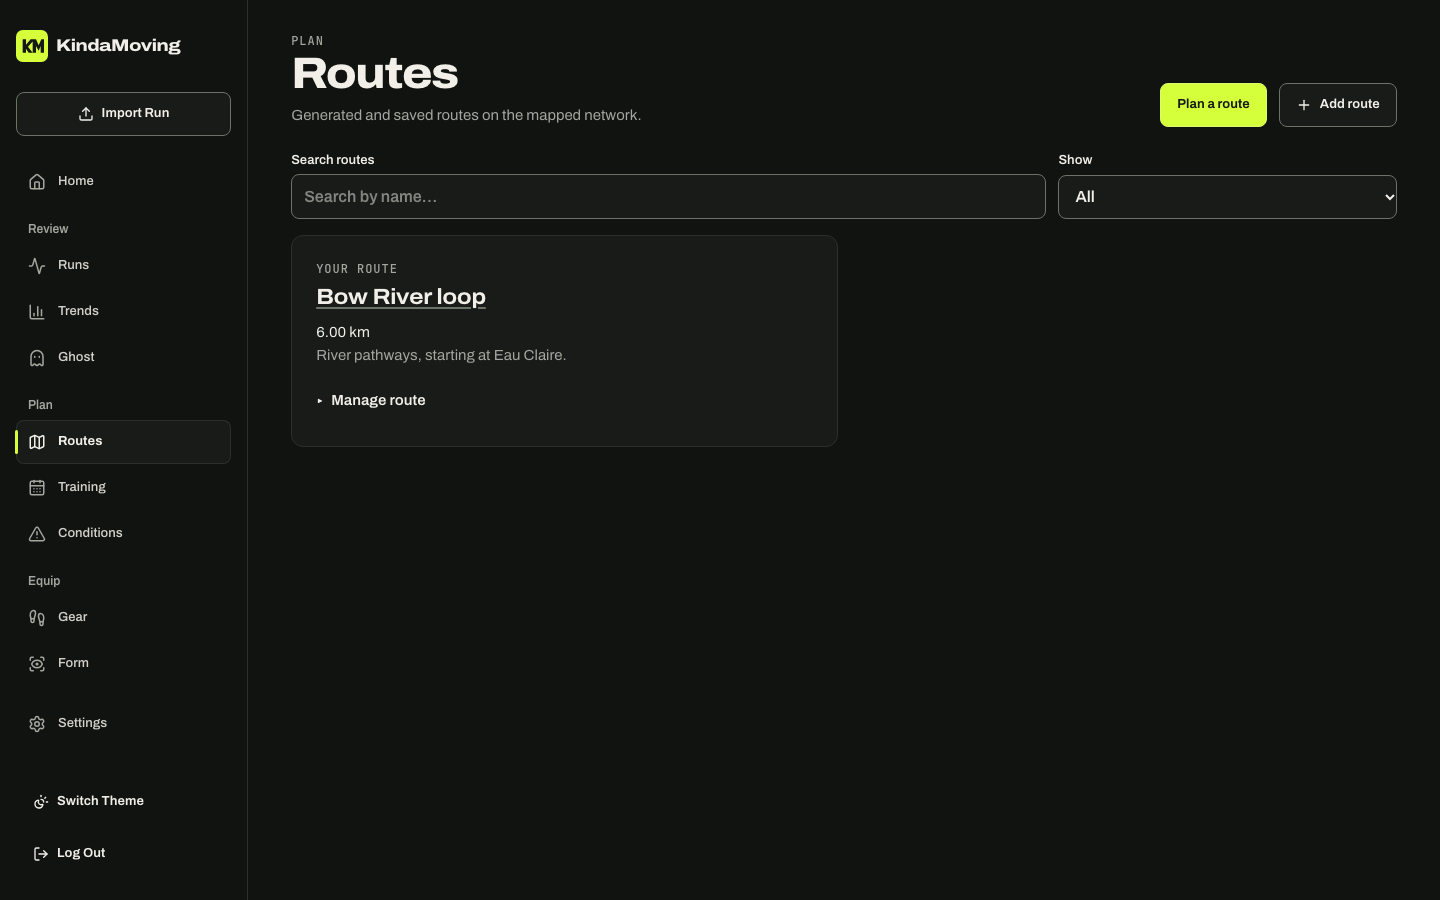 KM KindaMoving
Import Run
Home
Review
Runs
Trends
Ghost
Plan
Routes
Training
Conditions
Equip
Gear
Form
Settings
Switch Theme
Log Out
PLAN
Routes
Generated and saved routes on the mapped network.
Plan a route
Add route
Search routes
Search by name...
Show
All
YOUR ROUTE
Bow River loop
6.00 km
River pathways, starting at Eau Claire.
Manage route